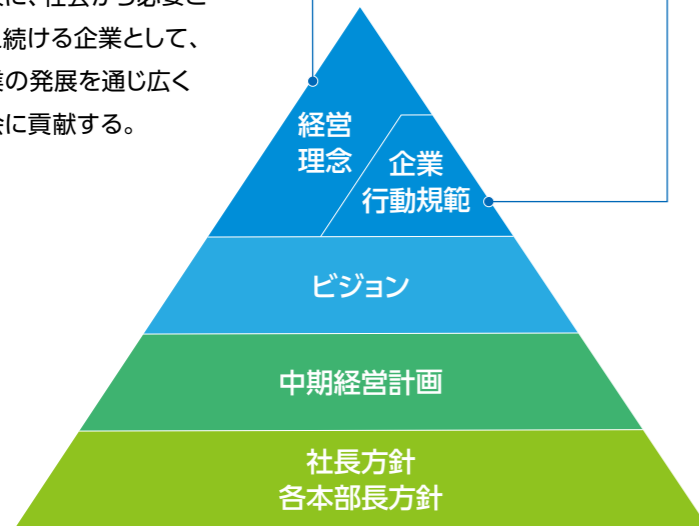 に、社会から必要と
続ける企業として、
業の発展を通じ広く
会に貢献する。
経営
理念
企業
行動規範
ビジョン
中期経営計画
社長方針
各本部長方針